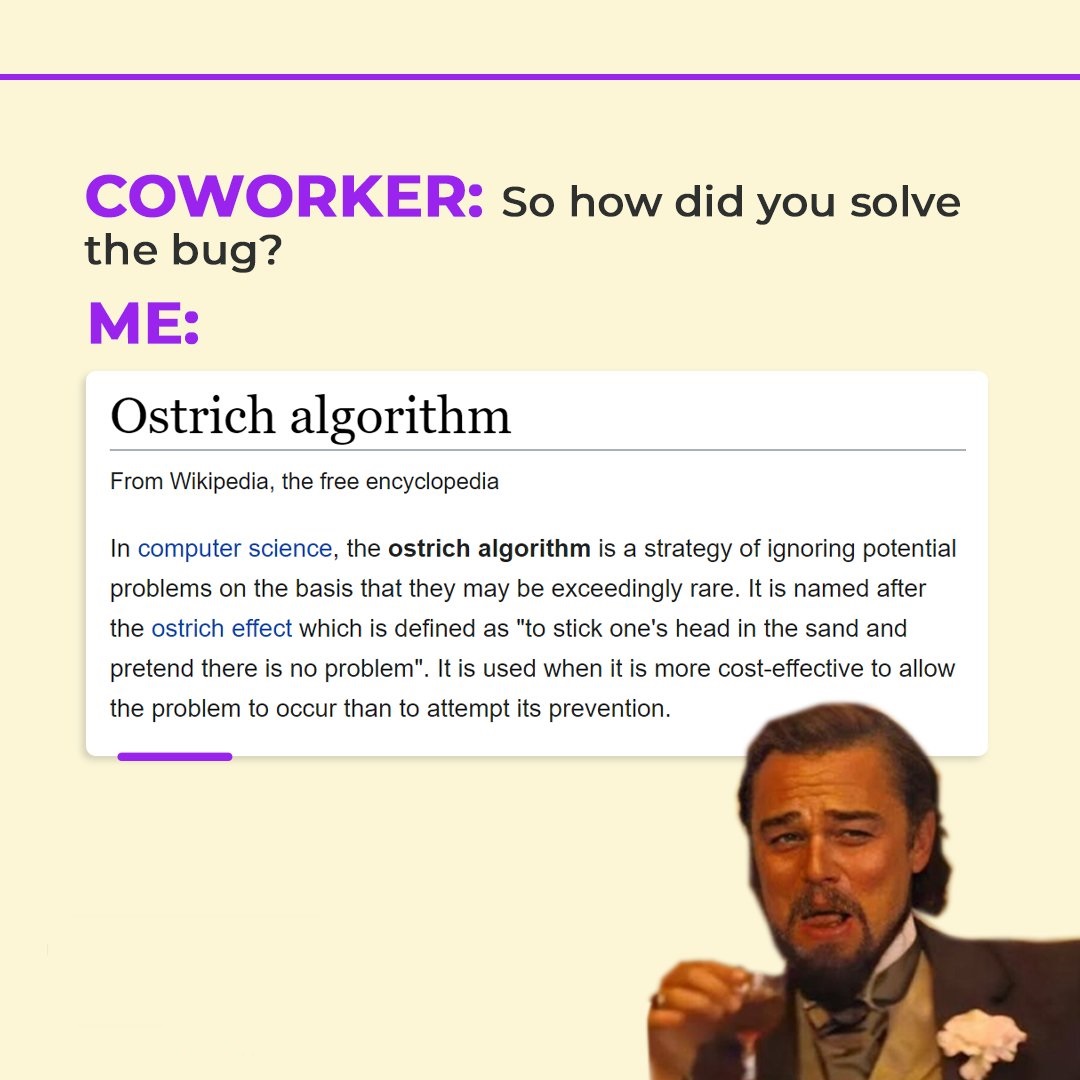 COWORKER: So how did you solve
the bug?
ME:
Ostrich algorithm
From Wikipedia, the free encyclopedia
In computer science, the ostrich algorithm is a strategy of ignoring potential
problems on the basis that they may be exceedingly rare. It is named after
the ostrich effect which is defined as "to stick one's head in the sand and
pretend there is no problem". It is used when it is more cost-effective to allow
the problem to occur than to attempt its prevention.